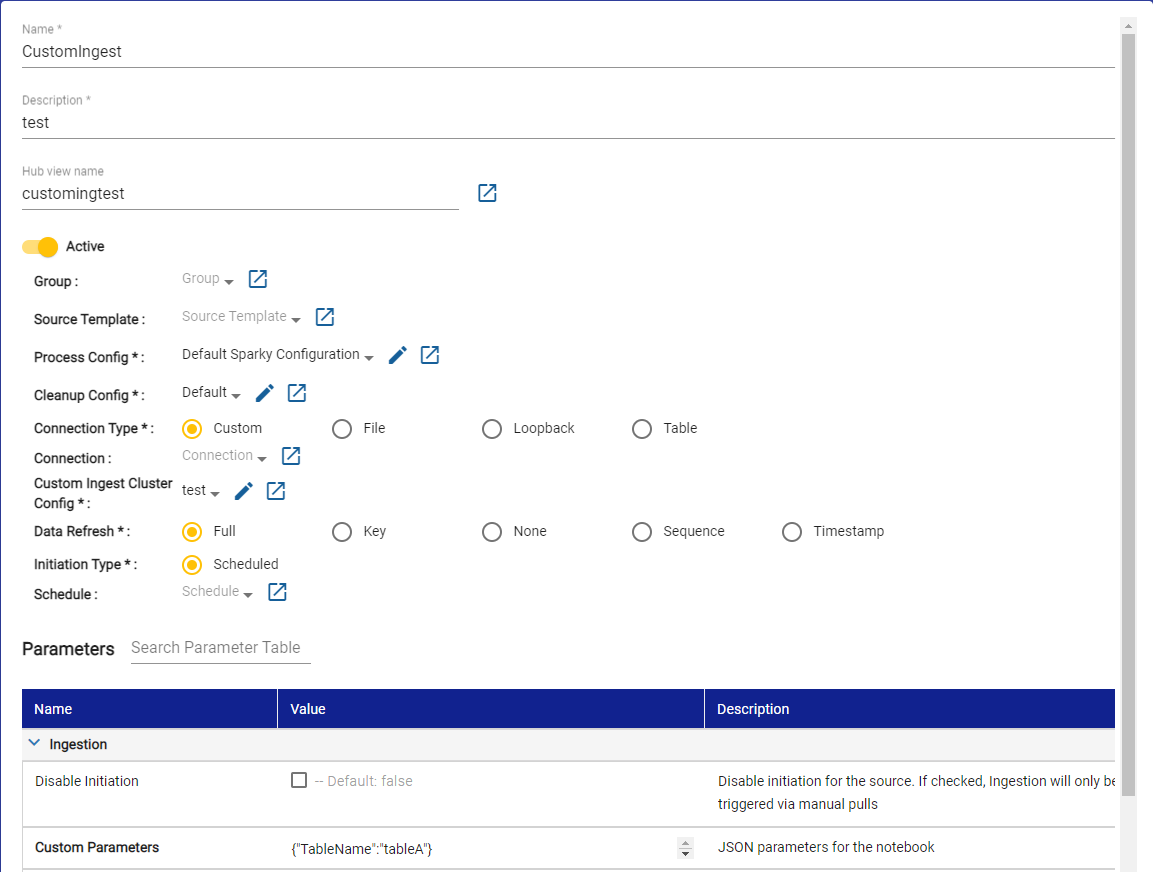 Name *
CustomIngest
Description *
test
Hub view name
customingtest
Active
Group : Group
Source Template : Source Template
Process Config * : Default Sparky Configuration
Cleanup Config * : Default
Connection Type * : Custom File Loopback Table
Connection : Connection
Custom Ingest Cluster
Config * : test
Data Refresh * : Full Key None Sequence Timestamp
Initiation Type * : Scheduled
Schedule : Schedule
Parameters Search Parameter Table
Name Value Description
Ingestion
Disable Initiation -- Default: false Disable initiation for the source. If checked, Ingestion will only be
triggered via manual pulls
Custom Parameters {"TableName":"tableA"} JSON parameters for the notebook